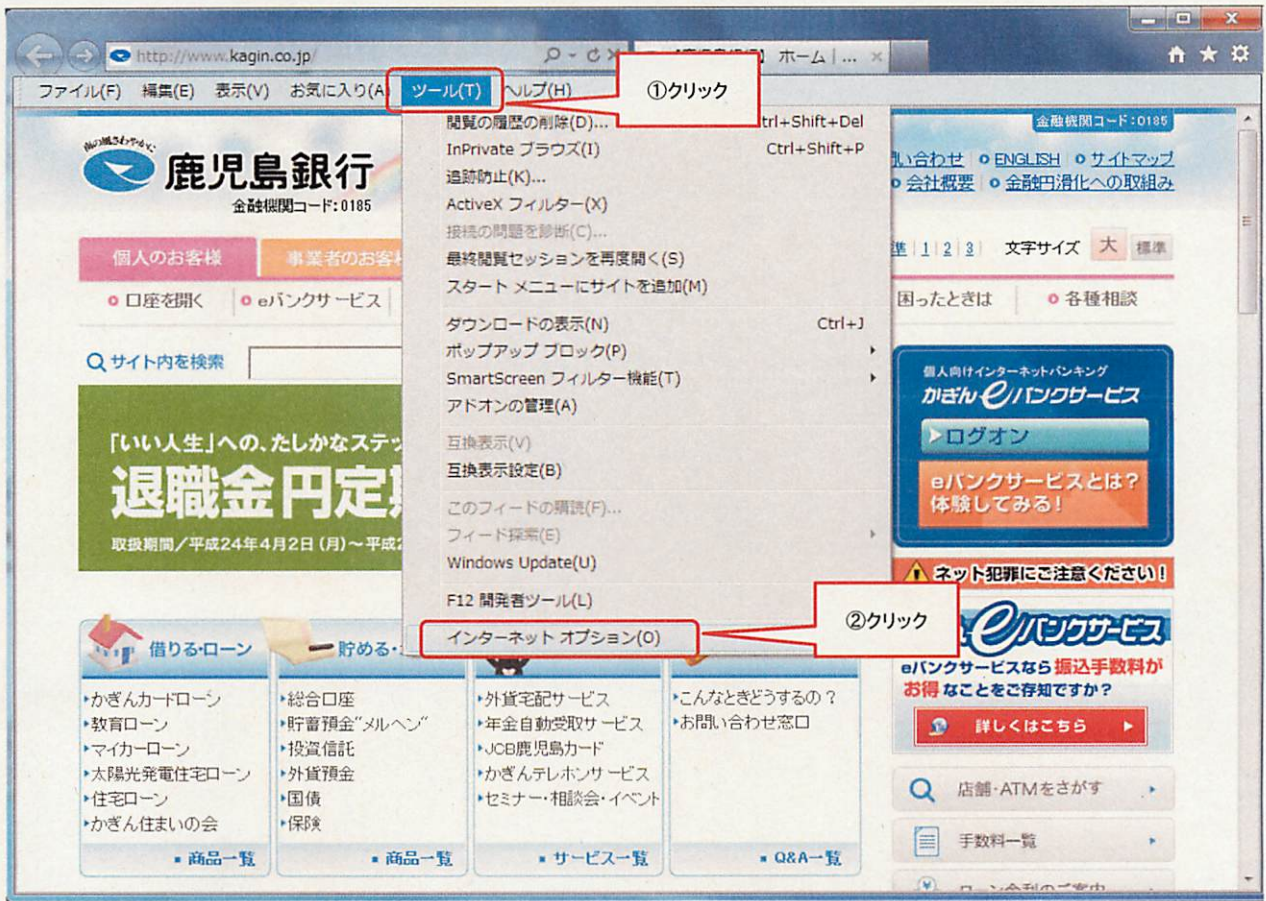 http://www.kagin.co.jp/
ホーム | ...
ファイル(F) 編集(E) 表示(V) お気に入り(A ツール(T) ヘルプ(H)
①クリック
閲覧の履歴の削除(D)... trl+Shift+Del
InPrivate ブラウズ(I) Ctrl+Shift+P
追跡防止(K)...
ActiveX フィルター(X)
接続の問題を診断(C)...
最終閲覧セッションを再度開く(S)
スタート メニューにサイトを追加(M)
ダウンロードの表示(N) Ctrl+J
ポップアップ ブロック(P)
SmartScreen フィルター機能(T)
アドオンの管理(A)
互換表示(V)
互換表示設定(B)
このフィードの購読(F)...
フィード探索(E)
Windows Update(U)
F12 開発者ツール(L)
インターネット オプション(O)
②クリック
南の風さわやかに
鹿児島銀行
金融機関コード:0185
金融機関コード:0185
い合わせ ENGLISH サイトマップ
会社概要 金融円滑化への取組み
個人のお客様 事業者のお客
準 | 1 | 2 | 3 | 文字サイズ 大 標準
口座を開く eバンクサービス
困ったときは 各種相談
サイト内を検索
「いい人生」への、たしかなステッ
退職金円定
取扱期間/平成24年4月2日(月)~平成2
個人向けインターネットバンキング
かぎんeバンクサービス
ログオン
eバンクサービスとは?
体験してみる!
ネット犯罪にご注意ください!
eバンクサービス
eバンクサービスなら振込手数料が
お得なことをご存知ですか?
詳しくはこちら
店舗・ATMをさがす
手数料一覧
ローン金利のご案内
借りる・ローン
かぎんカードローン
教育ローン
マイカーローン
太陽光発電住宅ローン
住宅ローン
かぎん住まいの会
商品一覧
貯める・
総合口座
貯蓄預金"メルヘン"
投資信託
外貨預金
国債
保険
商品一覧
外貨宅配サービス
年金自動受取サービス
JCB鹿児島カード
かぎんテレホンサービス
セミナー・相談会・イベント
サービス一覧
こんなときどうするの?
お問い合わせ窓口
Q&A一覧